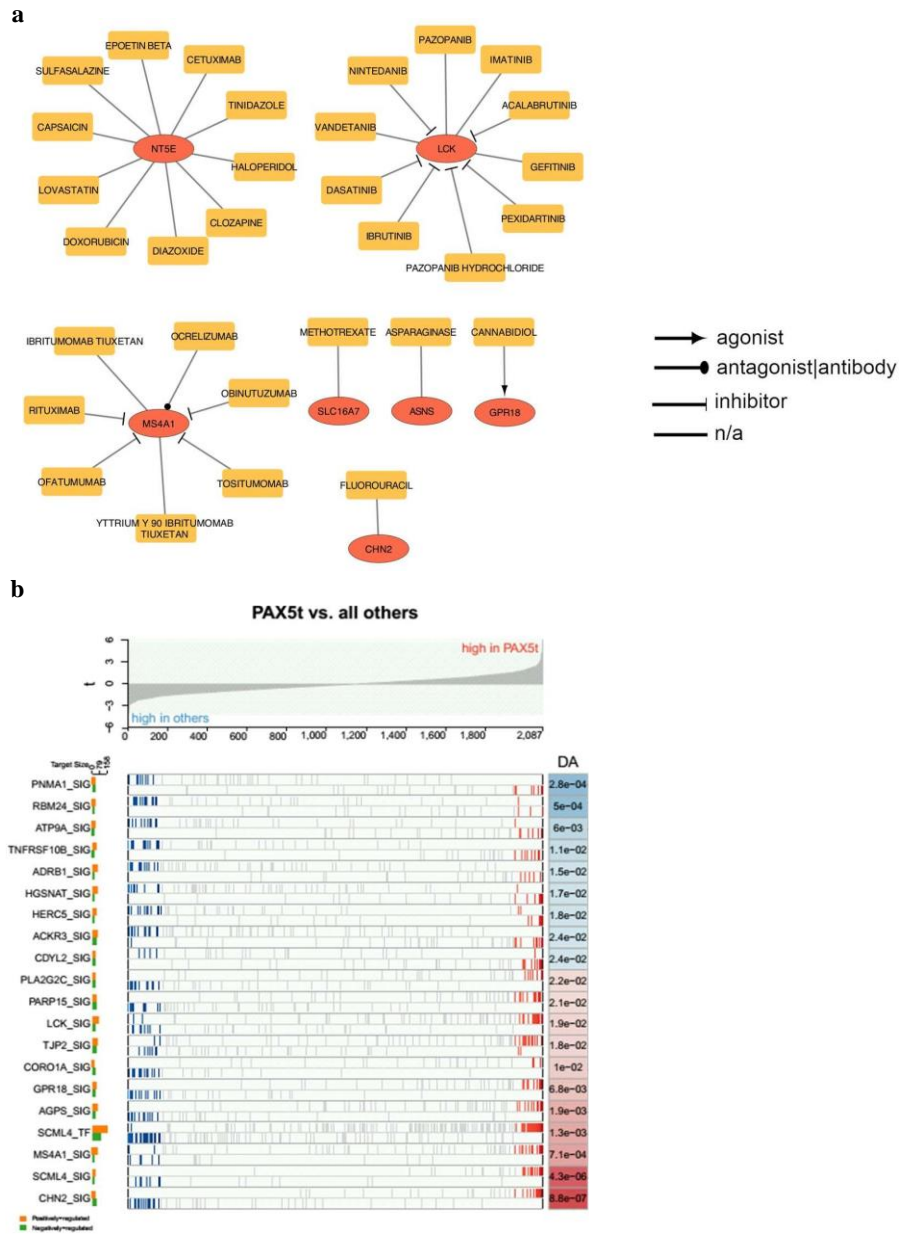 a
EPOETIN BETA
CETUXIMAB
SULFASALAZINE
TINIDAZOLE
CAPSAICIN
NT5E
HALOPERIDOL
LOVASTATIN
CLOZAPINE
DOXORUBICIN
DIAZOXIDE
PAZOPANIB
NINTEDANIB
IMATINIB
ACALABRUTINIB
VANDETANIB
LCK
GEFITINIB
DASATINIB
PEXIDARTINIB
IBRUTINIB
PAZOPANIB HYDROCHLORIDE
IBRITUMOMAB TIUXETAN
OCRELIZUMAB
OBINUTUZUMAB
RITUXIMAB
MS4A1
OFATUMUMAB
TOSITUMOMAB
YTTRIUM Y 90 IBRITUMOMAB
TIUXETAN
METHOTREXATE
ASPARAGINASE
CANNABIDIOL
SLC16A7
ASNS
GPR18
FLUOROURACIL
CHN2
agonist
antagonist|antibody
inhibitor
n/a
b
PAX5t vs. all others
6
3
0
−3
−6
t
high in PAX5t
high in others
0 200 400 600 800 1,000 1,200 1,400 1,600 1,800 2,087
Target Size
0
79
158
DA
PNMA1_SIG 2.8e−04
RBM24_SIG 5e−04
ATP9A_SIG 6e−03
TNFRSF10B_SIG 1.1e−02
ADRB1_SIG 1.5e−02
HGSNAT_SIG 1.7e−02
HERC5_SIG 1.8e−02
ACKR3_SIG 2.4e−02
CDYL2_SIG 2.4e−02
PLA2G2C_SIG 2.2e−02
PARP15_SIG 2.1e−02
LCK_SIG 1.9e−02
TJP2_SIG 1.8e−02
CORO1A_SIG 1e−02
GPR18_SIG 6.8e−03
AGPS_SIG 1.9e−03
SCML4_TF 1.3e−03
MS4A1_SIG 7.1e−04
SCML4_SIG 4.3e−06
CHN2_SIG 8.8e−07
Positively−regulated
Negatively−regulated